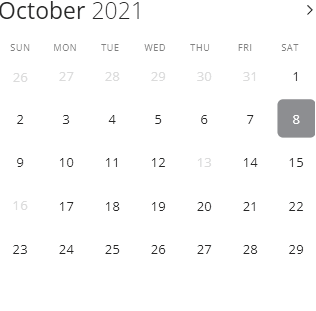 October 2021
SUN MON TUE WED THU FRI SAT
26 27 28 29 30 31 1
2 3 4 5 6 7 8
9 10 11 12 13 14 15
16 17 18 19 20 21 22
23 24 25 26 27 28 29